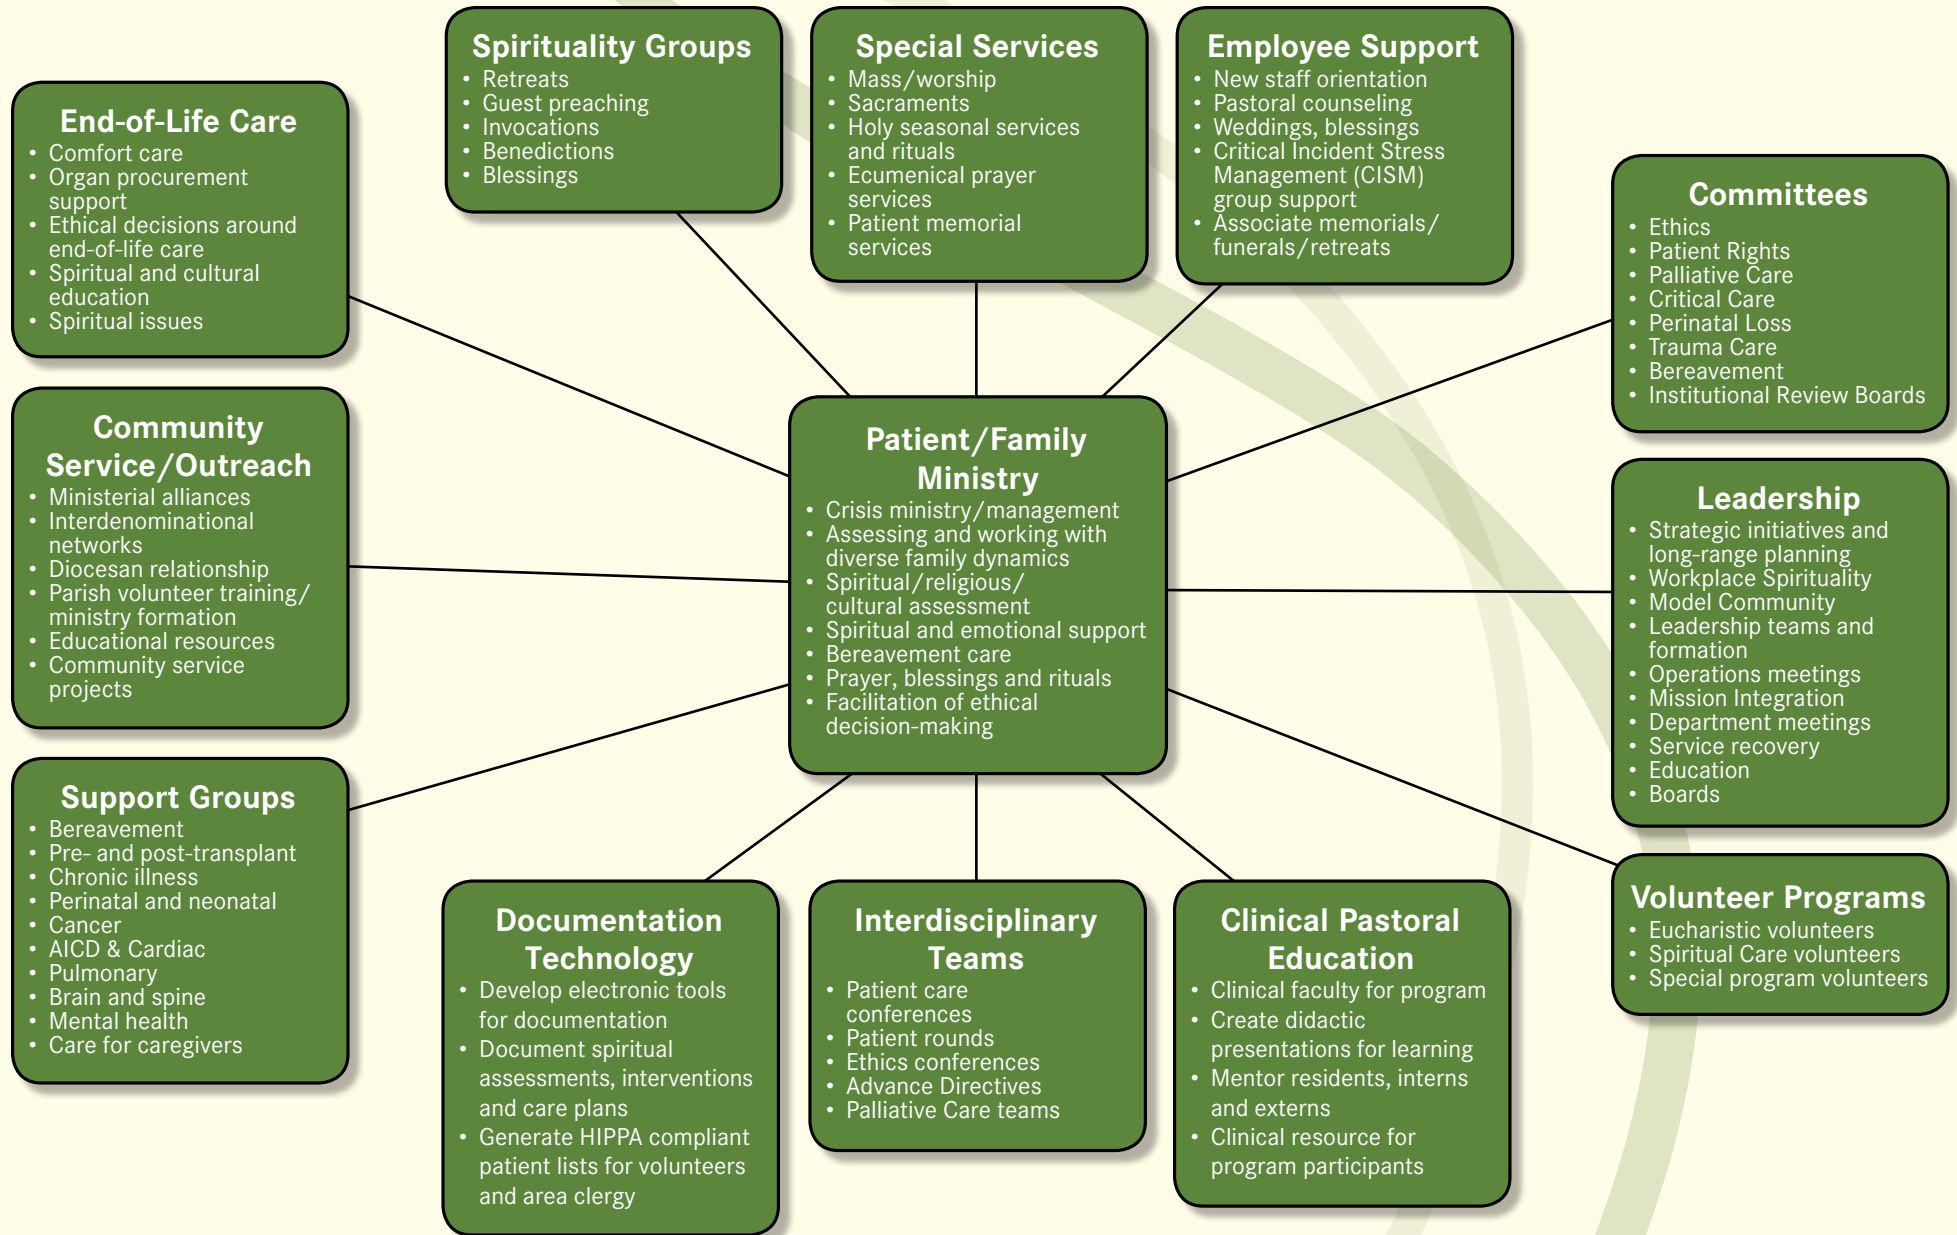 Spirituality Groups
• Retreats
• Guest preaching
• Invocations
• Benedictions
• Blessings
Special Services
• Mass/worship
• Sacraments
• Holy seasonal services
and rituals
• Ecumenical prayer
services
• Patient memorial
services
Employee Support
• New staff orientation
• Pastoral counseling
• Weddings, blessings
• Critical Incident Stress
Management (CISM)
group support
• Associate memorials/
funerals/retreats
End-of-Life Care
• Comfort care
• Organ procurement
support
• Ethical decisions around
end-of-life care
• Spiritual and cultural
education
• Spiritual issues
Committees
• Ethics
• Patient Rights
• Palliative Care
• Critical Care
• Perinatal Loss
• Trauma Care
• Bereavement
• Institutional Review Boards
Community
Service/Outreach
• Ministerial alliances
• Interdenominational
networks
• Diocesan relationship
• Parish volunteer training/
ministry formation
• Educational resources
• Community service
projects
Patient/Family
Ministry
• Crisis ministry/management
• Assessing and working with
diverse family dynamics
• Spiritual/religious/
cultural assessment
• Spiritual and emotional support
• Bereavement care
• Prayer, blessings and rituals
• Facilitation of ethical
decision-making
Leadership
• Strategic initiatives and
long-range planning
• Workplace Spirituality
• Model Community
• Leadership teams and
formation
• Operations meetings
• Mission Integration
• Department meetings
• Service recovery
• Education
• Boards
Support Groups
• Bereavement
• Pre- and post-transplant
• Chronic illness
• Perinatal and neonatal
• Cancer
• AICD & Cardiac
• Pulmonary
• Brain and spine
• Mental health
• Care for caregivers
Documentation
Technology
• Develop electronic tools
for documentation
• Document spiritual
assessments, interventions
and care plans
• Generate HIPPA compliant
patient lists for volunteers
and area clergy
Interdisciplinary
Teams
• Patient care
conferences
• Patient rounds
• Ethics conferences
• Advance Directives
• Palliative Care teams
Clinical Pastoral
Education
• Clinical faculty for program
• Create didactic
presentations for learning
• Mentor residents, interns
and externs
• Clinical resource for
program participants
Volunteer Programs
• Eucharistic volunteers
• Spiritual Care volunteers
• Special program volunteers